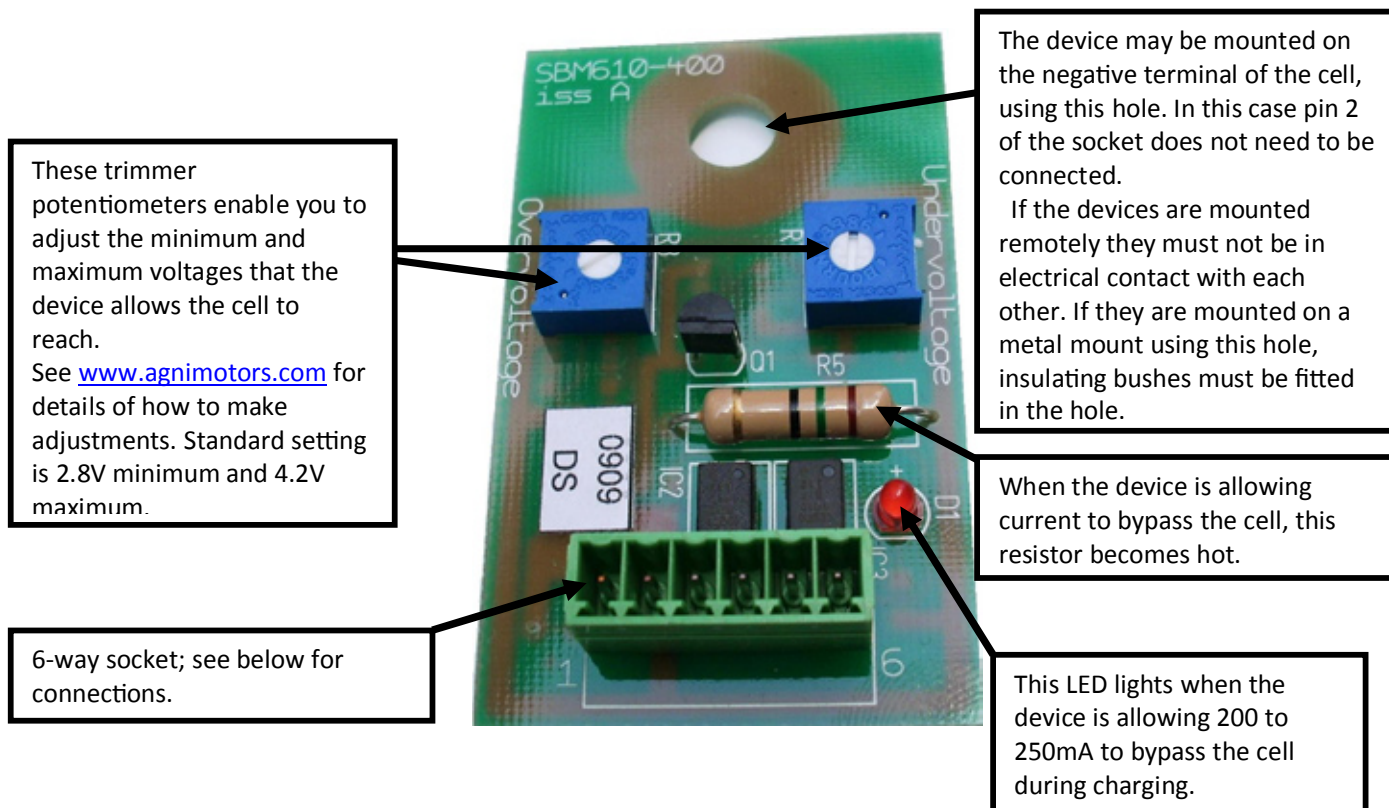 These trimmer
potentiometers enable you to
adjust the minimum and
maximum voltages that the
device allows the cell to
reach.
See www.agnimotors.com for
details of how to make
adjustments. Standard setting
is 2.8V minimum and 4.2V
maximum.
6-way socket; see below for
connections.
SBM610-400
iss A
Overvoltage
Undervoltage
Q1
R5
0909
DS
IC2
+
D1
1
6
The device may be mounted on
the negative terminal of the cell,
using this hole. In this case pin 2
of the socket does not need to be
connected.
If the devices are mounted
remotely they must not be in
electrical contact with each
other. If they are mounted on a
metal mount using this hole,
insulating bushes must be fitted
in the hole.
When the device is allowing
current to bypass the cell, this
resistor becomes hot.
This LED lights when the
device is allowing 200 to
250mA to bypass the cell
during charging.